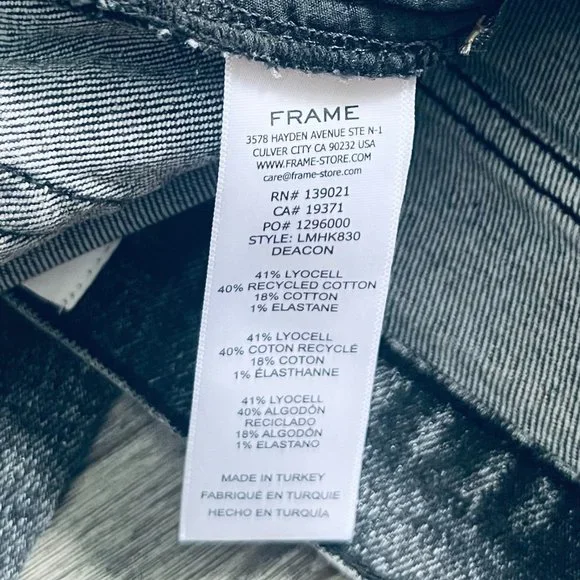 FRAME
3578 HAYDEN AVENUE STE N-1
CULVER CITY CA 90232 USA
WWW.FRAME-STORE.COM
care@frame-store.com
RN# 139021
CA# 19371
PO# 1296000
STYLE: LMHK830
DEACON
41% LYOCELL
40% RECYCLED COTTON
18% COTTON
1% ELASTANE
41% LYOCELL
40% COTON RECYCLÉ
18% COTON
1% ÉLASTHANNE
41% LYOCELL
40% ALGODÓN
RECICLADO
18% ALGODÓN
1% ELASTANO
MADE IN TURKEY
FABRIQUÉ EN TURQUIE
HECHO EN TURQUÍA